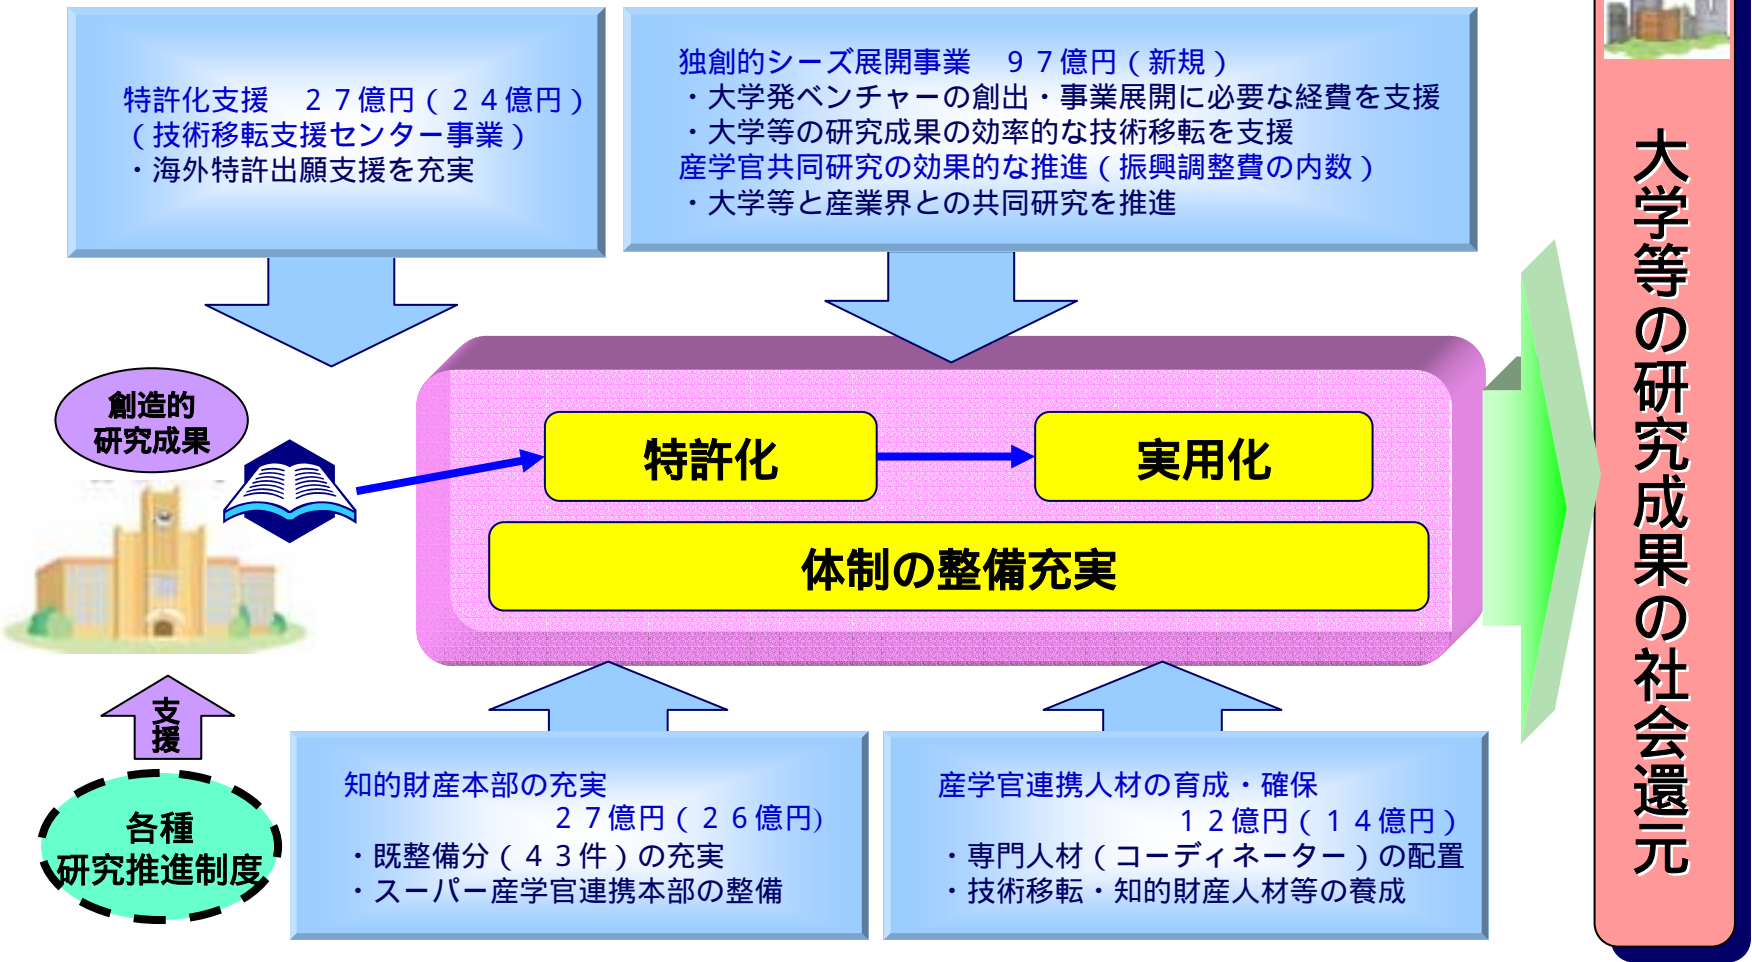 特許化支援　２７億円（２４億円）
（技術移転支援センター事業）
・海外特許出願支援を充実
独創的シーズ展開事業　９７億円（新規）
・大学発ベンチャーの創出・事業展開に必要な経費を支援
・大学等の研究成果の効率的な技術移転を支援
産学官共同研究の効果的な推進（振興調整費の内数）
・大学等と産業界との共同研究を推進
創造的
研究成果
特許化
実用化
体制の整備充実
支援
各種
研究推進制度
知的財産本部の充実
２７億円（２６億円)
・既整備分（４３件）の充実
・スーパー産学官連携本部の整備
産学官連携人材の育成・確保
１２億円（１４億円）
・専門人材（コーディネーター）の配置
・技術移転・知的財産人材等の養成
大学等の研究成果の社会還元